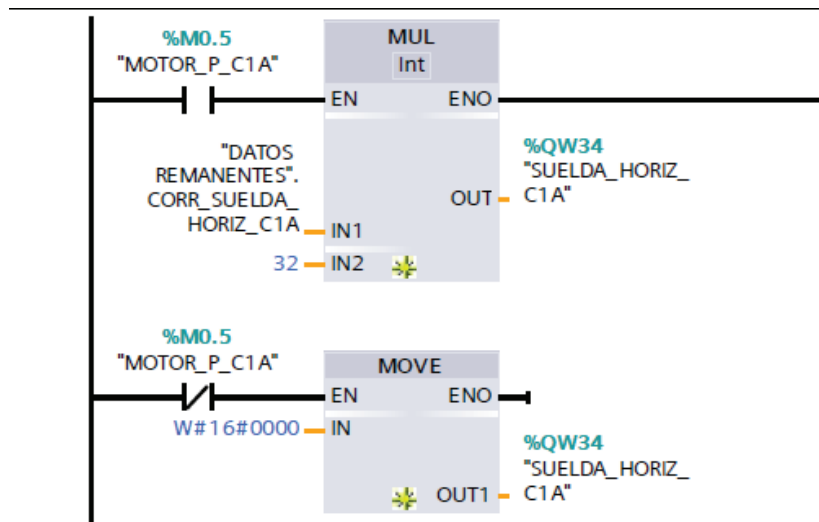 %M0.5
"MOTOR_P_C1A"
MUL
Int
EN
ENO
"DATOS
REMANENTES".
CORR_SUELDA_
HORIZ_C1A
IN1
32
IN2
OUT
%QW34
"SUELDA_HORIZ_
C1A"
%M0.5
"MOTOR_P_C1A"
MOVE
EN
ENO
W#16#0000
IN
OUT1
%QW34
"SUELDA_HORIZ_
C1A"